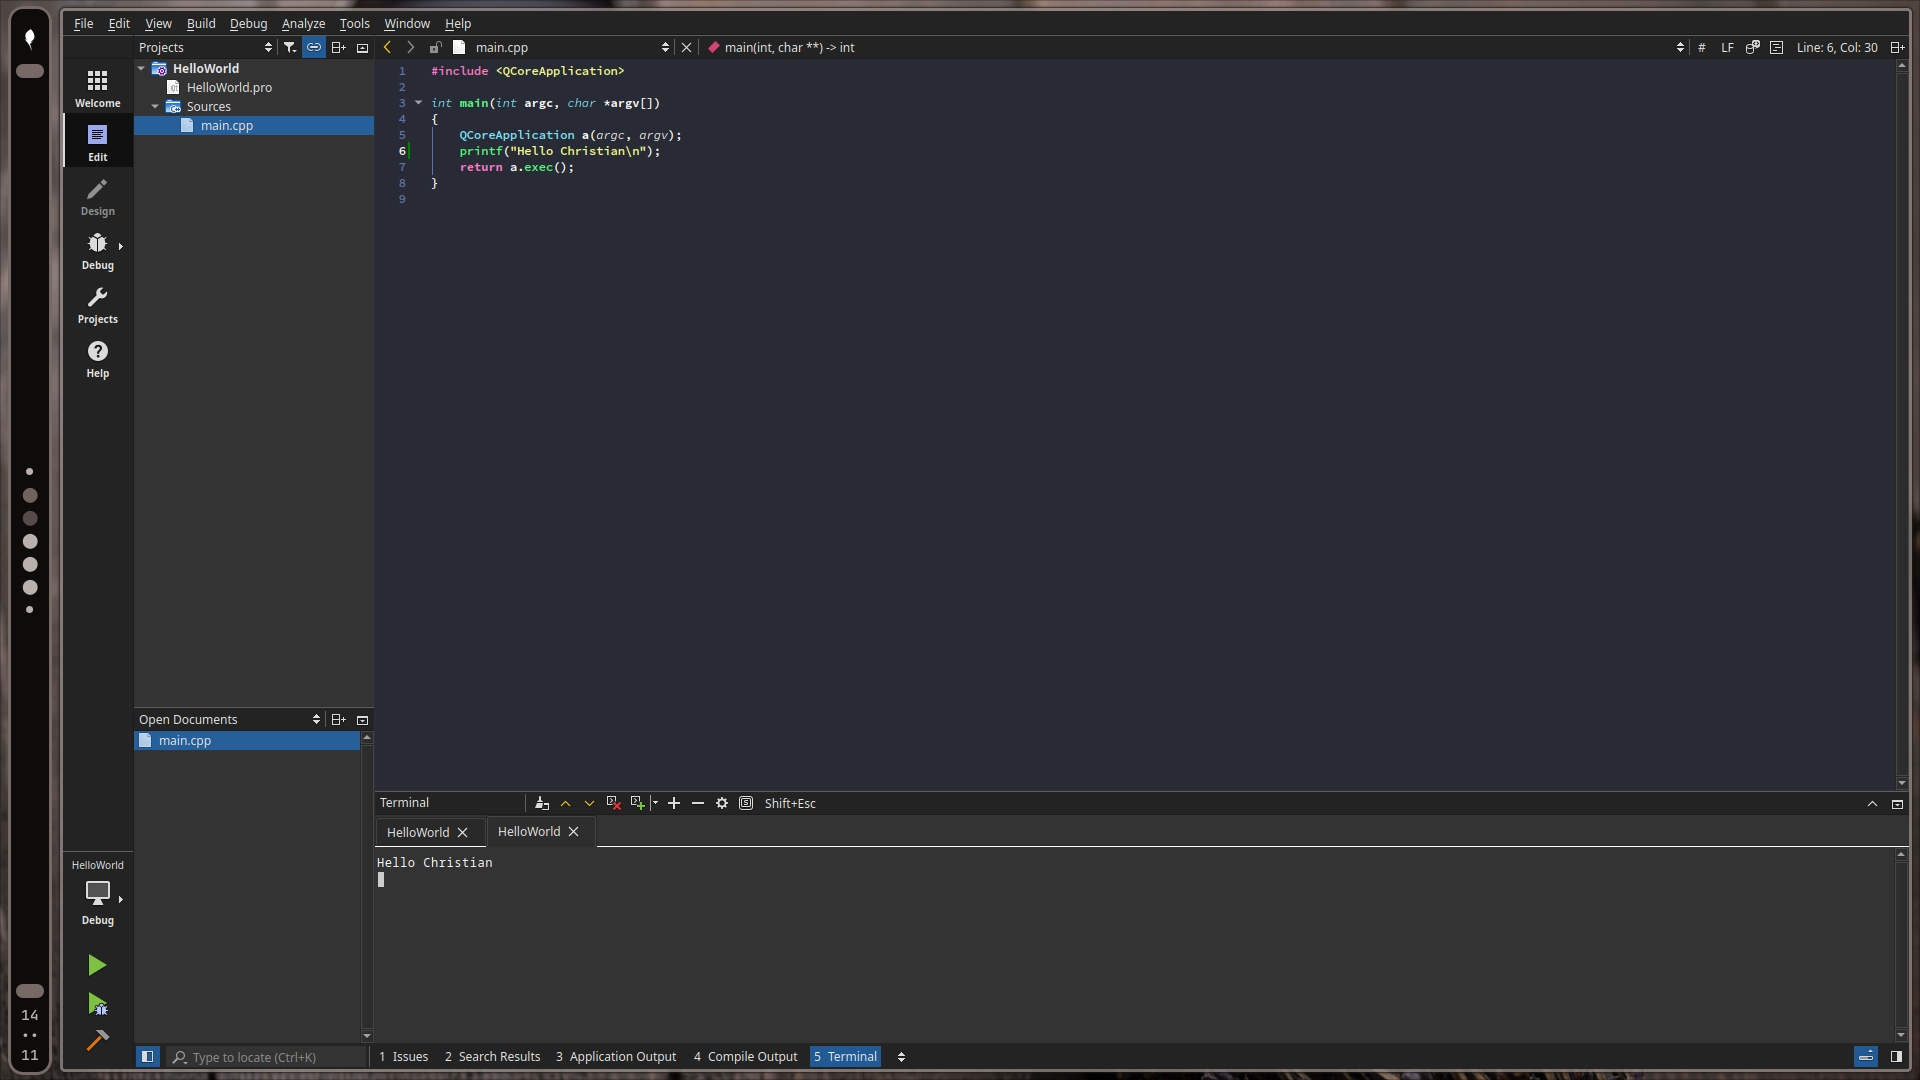 File Edit View Build Debug Analyze Tools Window Help
Projects
main.cpp
main(int, char **) -> int
# LF Line: 6, Col: 30
Welcome
Edit
Design
Debug
Projects
Help
HelloWorld
HelloWorld.pro
Sources
main.cpp
1 #include <QCoreApplication>
2
3 int main(int argc, char *argv[])
4 {
5 QCoreApplication a(argc, argv);
6 printf("Hello Christian\n");
7 return a.exec();
8 }
9
Open Documents
main.cpp
Terminal Shift+Esc
HelloWorld HelloWorld
Hello Christian
HelloWorld
Debug
14
11
Type to locate (Ctrl+K) 1 Issues 2 Search Results 3 Application Output 4 Compile Output 5 Terminal